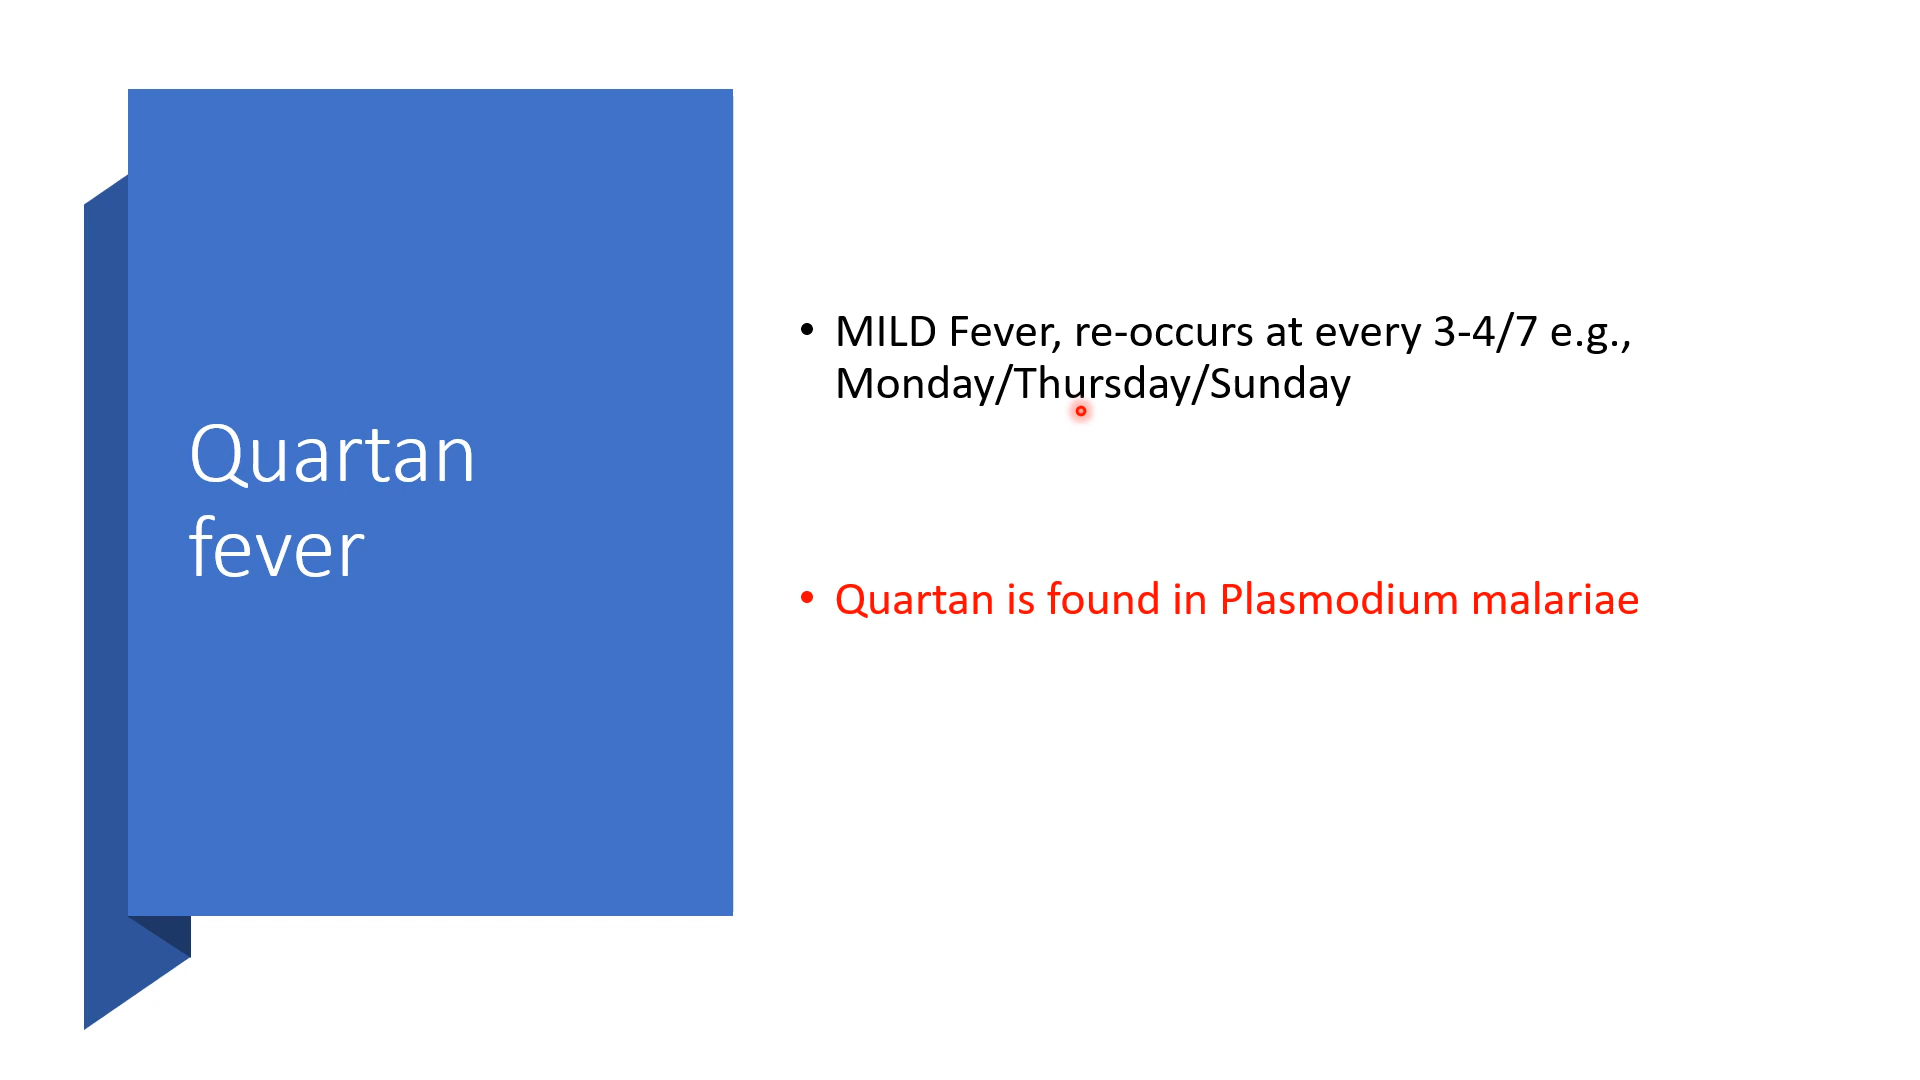 Quartan
fever
• MILD Fever, re-occurs at every 3-4/7 e.g.,
Monday/Thursday/Sunday
• Quartan is found in Plasmodium malariae